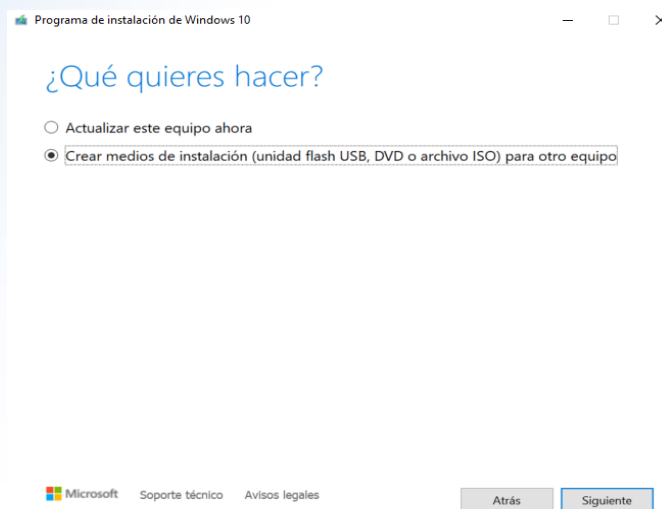 Programa de instalación de Windows 10
¿Qué quieres hacer?
Actualizar este equipo ahora
Crear medios de instalación (unidad flash USB, DVD o archivo ISO) para otro equipo
Microsoft Soporte técnico Avisos legales Atrás Siguiente